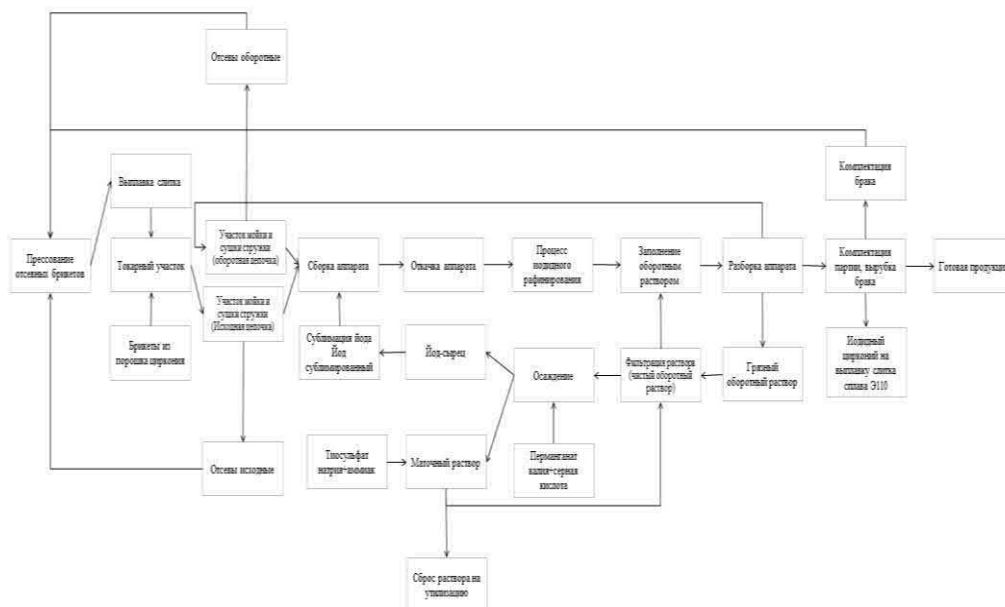 Отсевы оборотные
Выплавка слитка
Комплектация
брака
Прессование
отсевных брикетов
Токарный участок
Участок мойки и
сушки стружки
(оборотная цепочка)
Участок мойки и
сушки стружки
(Исходная цепочка)
Сборка аппарата
Откачка аппарата
Процесс
иодидного
рафинирования
Заполнение
оборотным
раствором
Разборка аппарата
Комплектация
партии, вырубка
брака
Готовая продукция
Брикеты из
порошка циркония
Сублимация йода
Йод
сублимированный
Йод-сырец
Осаждение
Фильтрация раствора
(чистый оборотный
раствор)
Грязный
оборотный раствор
Иодидный
цирконий на
выплавку слитка
сплава Э110
Отсевы исходные
Тиосульфат
натрия+аммиак
Маточный раствор
Перманганат
калия+серная
кислота
Сброс раствора на
утилизацию